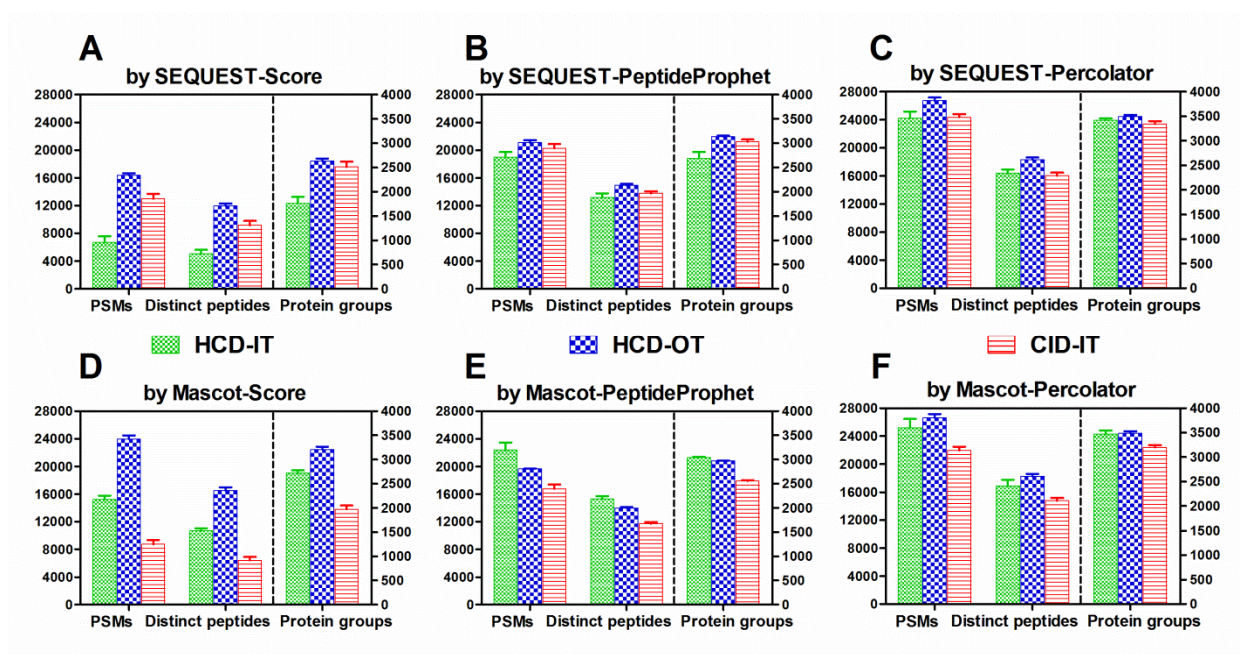 A
B
C
by SEQUEST-Score
by SEQUEST-PeptideProphet
by SEQUEST-Percolator
28000 4000 28000 4000 28000 4000
24000 3500 24000 3500 24000 3500
20000 3000 20000 3000 20000 3000
16000 2500 16000 2500 16000 2500
12000 2000 12000 2000 12000 2000
8000 1500 8000 1500 8000 1500
4000 1000 4000 1000 4000 1000
0 500 0 500 0 500
0 0 0
PSMs Distinct peptides Protein groups PSMs Distinct peptides Protein groups PSMs Distinct peptides Protein groups
HCD-IT HCD-OT CID-IT
D
E
F
by Mascot-Score
by Mascot-PeptideProphet
by Mascot-Percolator
28000 4000 28000 4000 28000 4000
24000 3500 24000 3500 24000 3500
20000 3000 20000 3000 20000 3000
16000 2500 16000 2500 16000 2500
12000 2000 12000 2000 12000 2000
8000 1500 8000 1500 8000 1500
4000 1000 4000 1000 4000 1000
0 500 0 500 0 500
0 0 0
PSMs Distinct peptides Protein groups PSMs Distinct peptides Protein groups PSMs Distinct peptides Protein groups